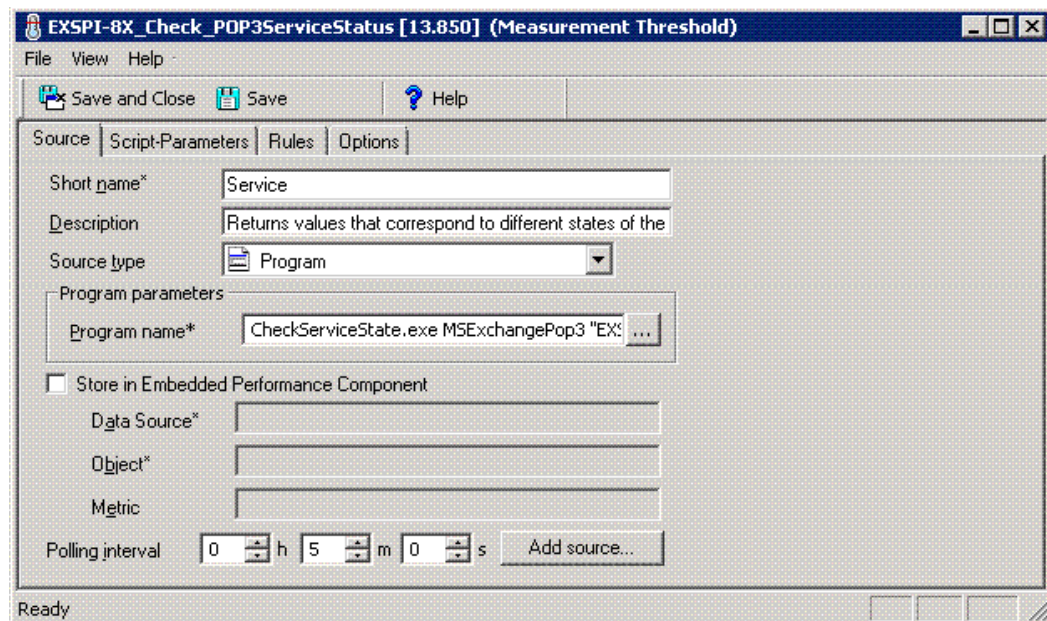 EXSPI-8X_Check_POP3ServiceStatus [13.850] (Measurement Threshold)
File View Help
Save and Close Save Help
Source Script-Parameters Rules Options
Short name* Service
Description Returns values that correspond to different states of the
Source type Program
Program parameters
Program name* CheckServiceState.exe MSExchangePop3 "EXS ...
Store in Embedded Performance Component
Data Source*
Object*
Metric
Polling interval 0 h 5 m 0 s Add source...
Ready